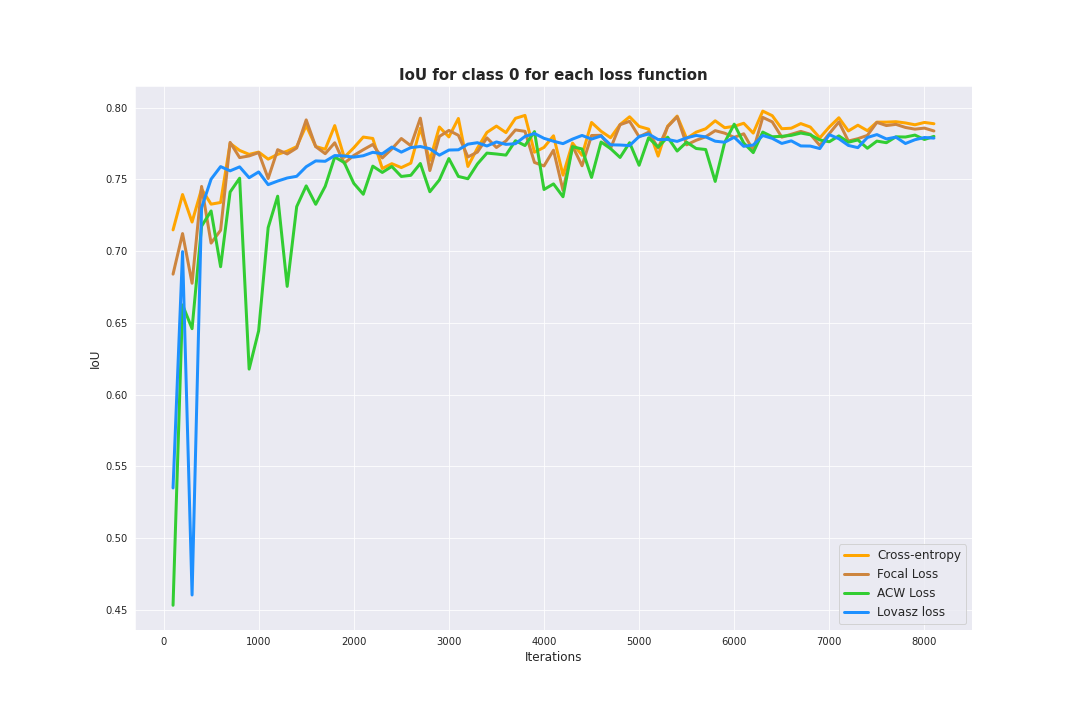 IoU for class 0 for each loss function
0.80
0.75
0.70
0.65
0.60
0.55
0.50
0.45
IoU
0 1000 2000 3000 4000 5000 6000 7000 8000
Iterations
Cross-entropy
Focal Loss
ACW Loss
Lovasz loss